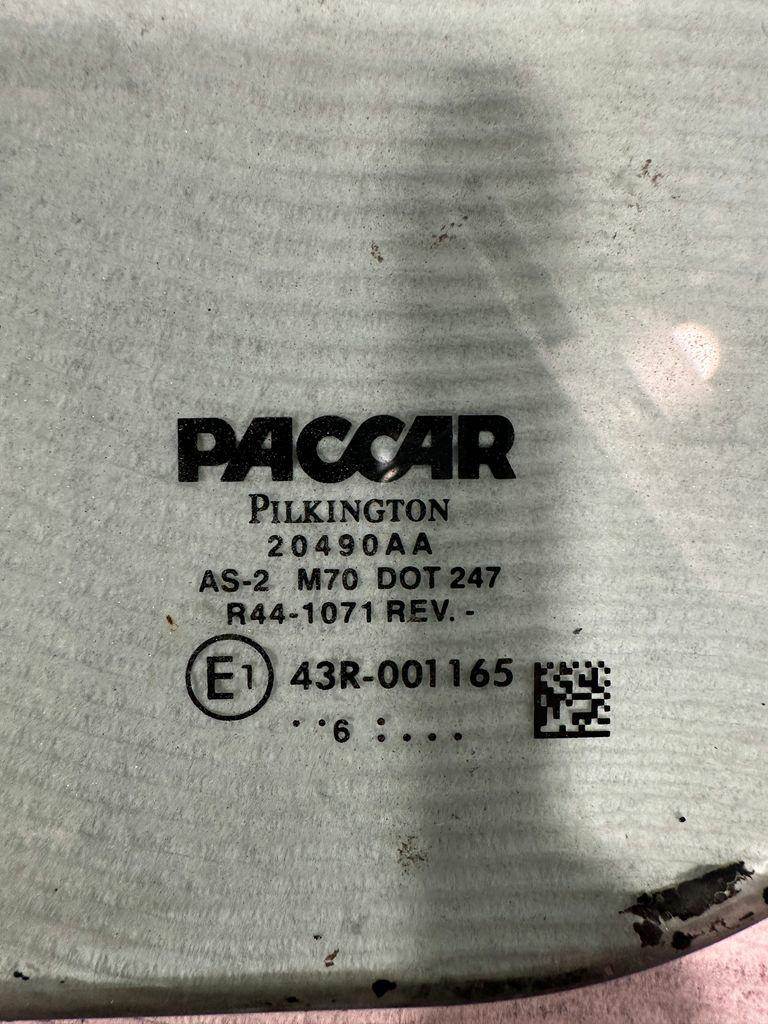 PACCAR
PILKINGTON
20490AA
AS-2 M70 DOT 247
R44-1071 REV. -
E1 43R-001165
..6 :...